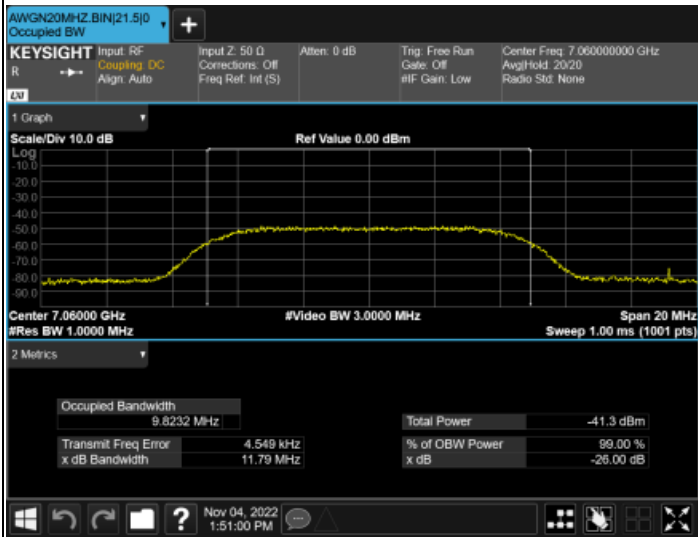 AWGN20MHZ.BIN|21.5|0
Occupied BW
+
KEYSIGHT
R
LXI
Input: RF
Coupling: DC
Align: Auto
Input Z: 50 Ω
Corrections: Off
Freq Ref: Int (S)
Atten: 0 dB
Trig: Free Run
Gate: Off
#IF Gain: Low
Center Freq: 7.060000000 GHz
Avg|Hold: 20/20
Radio Std: None
1 Graph
Scale/Div 10.0 dB
Ref Value 0.00 dBm
Log
-10.0
-20.0
-30.0
-40.0
-50.0
-60.0
-70.0
-80.0
-90.0
Center 7.06000 GHz
#Video BW 3.0000 MHz
Span 20 MHz
#Res BW 1.0000 MHz
Sweep 1.00 ms (1001 pts)
2 Metrics
Occupied Bandwidth
9.8232 MHz
Total Power -41.3 dBm
Transmit Freq Error 4.549 kHz
% of OBW Power 99.00 %
x dB Bandwidth 11.79 MHz
x dB -26.00 dB
?
Nov 04, 2022
1:51:00 PM